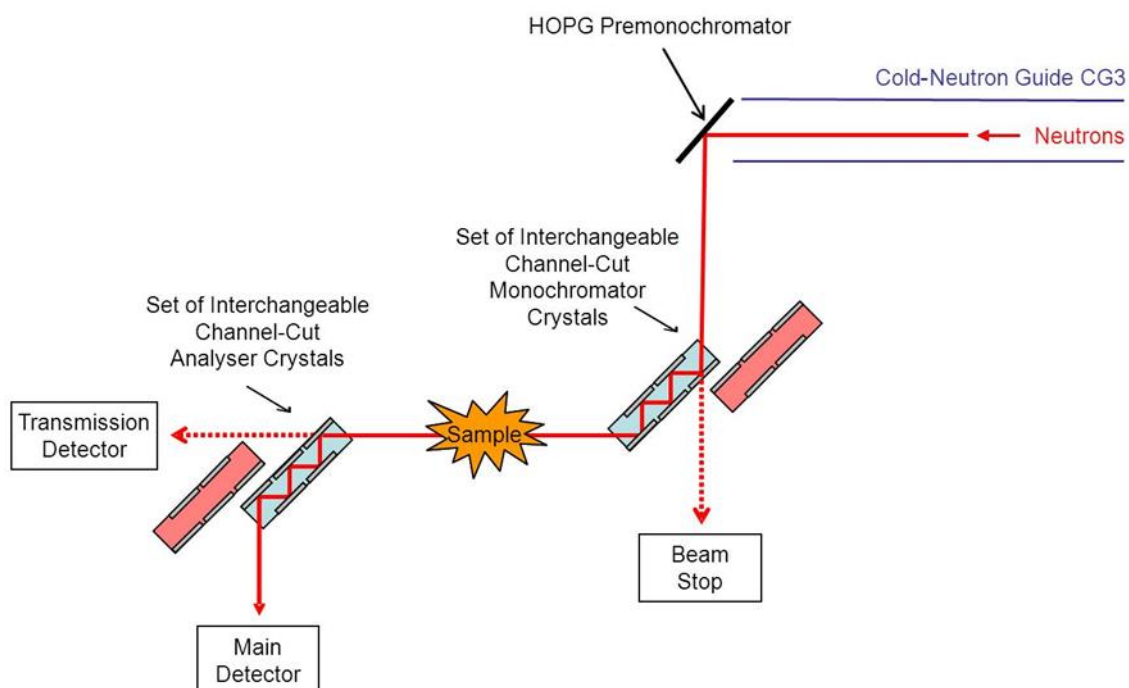 HOPG Premonochromator
Cold-Neutron Guide CG3
Neutrons
Set of Interchangeable
Channel-Cut
Monochromator
Crystals
Set of Interchangeable
Channel-Cut
Analyser Crystals
Transmission
Detector
Sample
Beam
Stop
Main
Detector